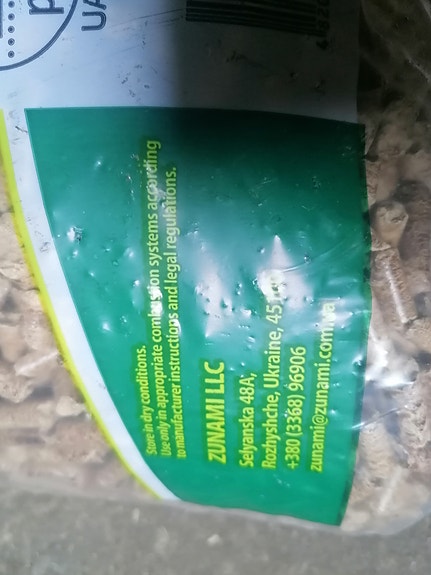 Store in dry conditions.
Use only in appropriate combustion systems according
to manufacturer instructions and legal regulations.
ZUNAMI LLC
Selyanska 48A,
Rozhyshche, Ukraine,
+380 (3368) 96906
zunami@zunami.com.ua
UA